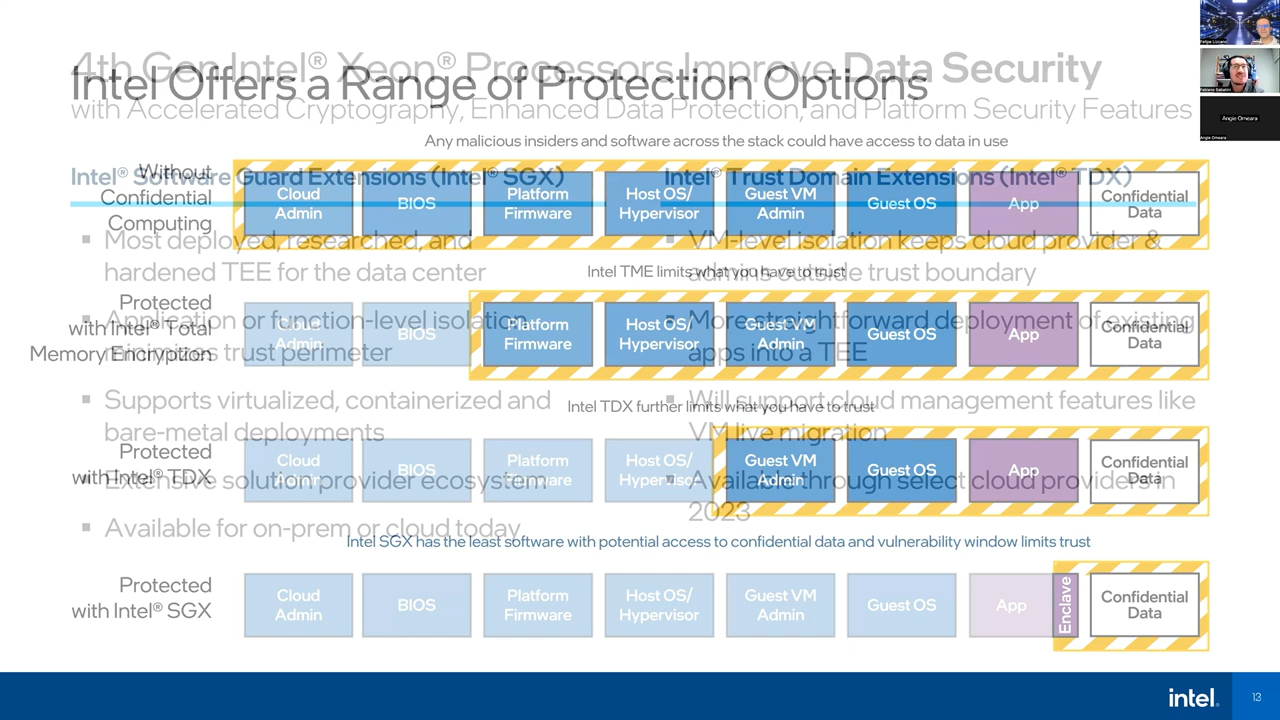 4th Gen Intel® Xeon® Processors Improve Data Security
Intel Offers a Range of Protection Options
with Accelerated Cryptography, Enhanced Data Protection, and Platform Security Features
Any malicious insiders and software across the stack could have access to data in use
Intel® Software Guard Extensions (Intel® SGX)
Intel® Trust Domain Extensions (Intel® TDX)
Without
Confidential
Computing
Cloud
Admin
BIOS
Platform
Firmware
Host OS/
Hypervisor
Guest VM
Admin
Guest OS
App
Confidential
Data
▪ Most deployed, researched, and
hardened TEE for the data center
▪ VM-level isolation keeps cloud provider &
admins outside trust boundary
Intel TME limits what you have to trust
Protected
with Intel® Total
Memory Encryption
Cloud
Admin
BIOS
Platform
Firmware
Host OS/
Hypervisor
Guest VM
Admin
Guest OS
App
Confidential
Data
▪ Application or function-level isolation
minimizes trust perimeter
▪ More straightforward deployment of existing
apps into a TEE
Intel TDX further limits what you have to trust
▪ Supports virtualized, containerized and
bare-metal deployments
▪ Will support cloud management features like
VM live migration
Protected
with Intel® TDX
Cloud
Admin
BIOS
Platform
Firmware
Host OS/
Hypervisor
Guest VM
Admin
Guest OS
App
Confidential
Data
▪ Extensive solution provider ecosystem
▪ Available through select cloud providers in
2023
▪ Available for on-prem or cloud today
Intel SGX has the least software with potential access to confidential data and vulnerability window limits trust
Protected
with Intel® SGX
Cloud
Admin
BIOS
Platform
Firmware
Host OS/
Hypervisor
Guest VM
Admin
Guest OS
App
Enclave
Confidential
Data
intel.
13
Felipe Lizcano
Fabiano Sabatini
Angie Omeara
Angie Omeara